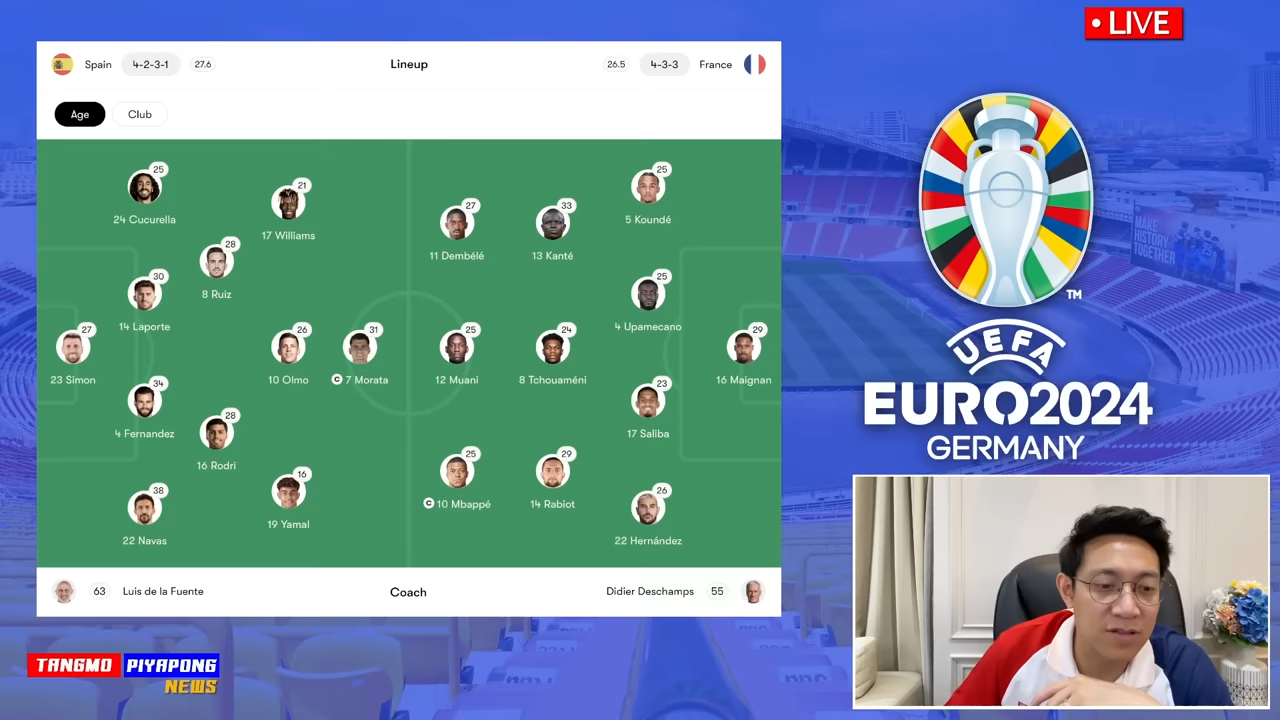 • LIVE
Spain 4-2-3-1 27.6 Lineup 26.5 4-3-3 France
Age Club
25
24 Cucurella
21
17 Williams
28
8 Ruiz
30
14 Laporte
27
23 Simon
26
10 Olmo
31
C 7 Morata
34
4 Fernandez
28
16 Rodri
38
22 Navas
16
19 Yamal
27
11 Dembélé
33
13 Kanté
25
5 Koundé
25
4 Upamecano
25
12 Muani
24
8 Tchouaméni
29
16 Maignan
23
17 Saliba
25
C 10 Mbappé
29
14 Rabiot
26
22 Hernández
63 Luis de la Fuente Coach Didier Deschamps 55
MAKE
HISTORY
TOGETHER
TM
UEFA
EURO2024
GERMANY
TANGMO PIYAPONG
NEWS